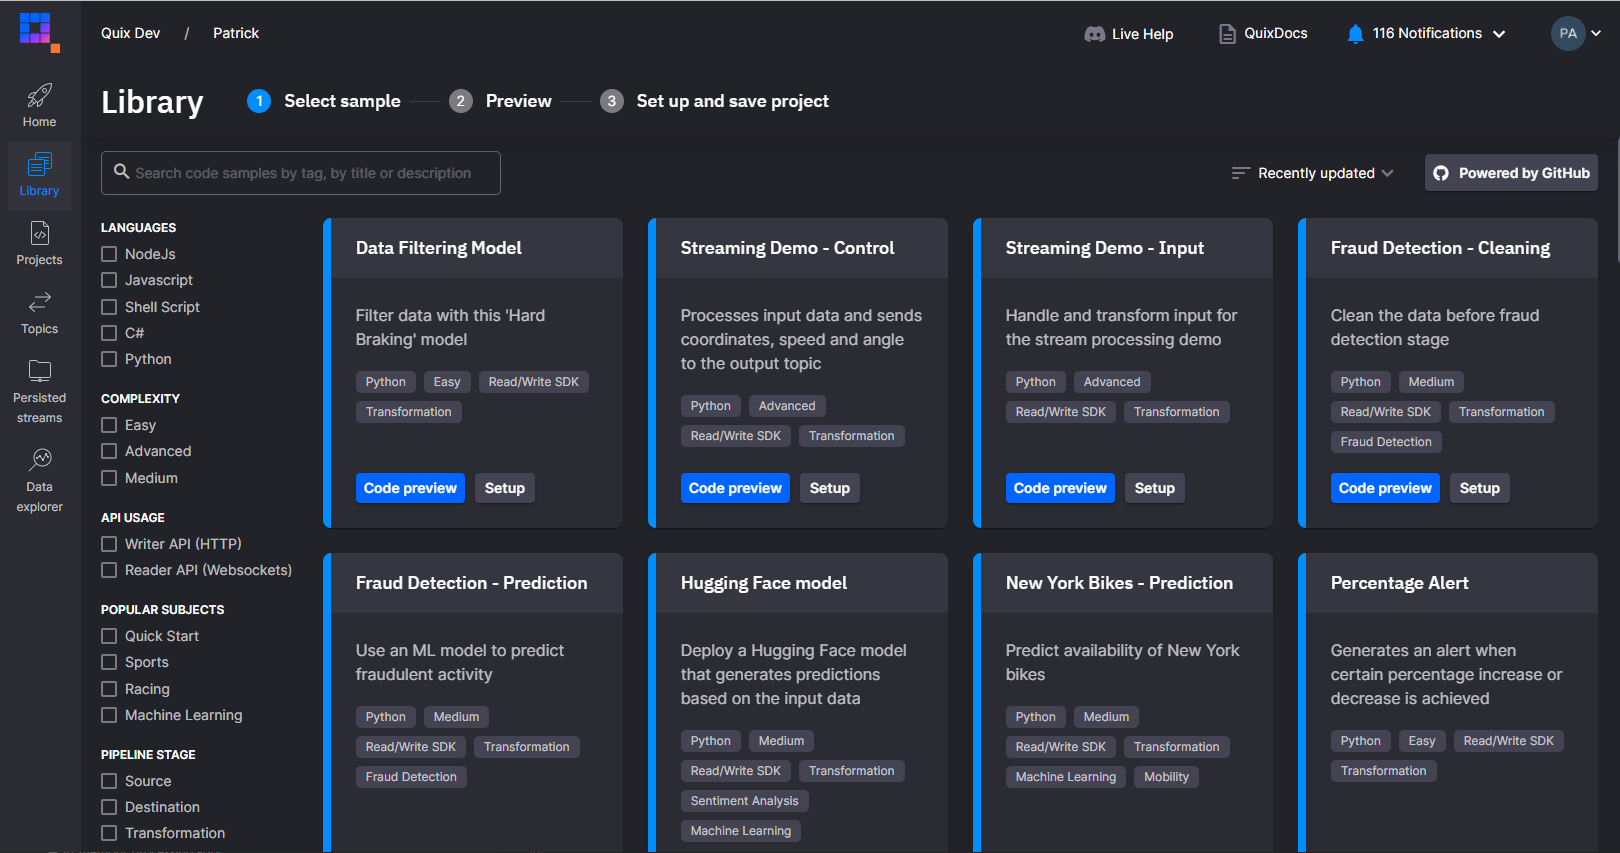 Quix Dev / Patrick
Live Help
QuixDocs
116 Notifications
PA
Home
Library
Projects
Topics
Persisted
streams
Data
explorer
Library
1 Select sample
2 Preview
3 Set up and save project
Search code samples by tag, by title or description
Recently updated
Powered by GitHub
LANGUAGES
NodeJs
Javascript
Shell Script
C#
Python
COMPLEXITY
Easy
Advanced
Medium
API USAGE
Writer API (HTTP)
Reader API (Websockets)
POPULAR SUBJECTS
Quick Start
Sports
Racing
Machine Learning
PIPELINE STAGE
Source
Destination
Transformation
Data Filtering Model
Filter data with this 'Hard
Braking' model
Python Easy Read/Write SDK
Transformation
Code preview Setup
Streaming Demo - Control
Processes input data and sends
coordinates, speed and angle
to the output topic
Python Advanced
Read/Write SDK Transformation
Code preview Setup
Streaming Demo - Input
Handle and transform input for
the stream processing demo
Python Advanced
Read/Write SDK Transformation
Code preview Setup
Fraud Detection - Cleaning
Clean the data before fraud
detection stage
Python Medium
Read/Write SDK Transformation
Fraud Detection
Code preview Setup
Fraud Detection - Prediction
Use an ML model to predict
fraudulent activity
Python Medium
Read/Write SDK Transformation
Fraud Detection
Hugging Face model
Deploy a Hugging Face model
that generates predictions
based on the input data
Python Medium
Read/Write SDK Transformation
Sentiment Analysis
Machine Learning
New York Bikes - Prediction
Predict availability of New York
bikes
Python Medium
Read/Write SDK Transformation
Machine Learning Mobility
Percentage Alert
Generates an alert when
certain percentage increase or
decrease is achieved
Python Easy Read/Write SDK
Transformation